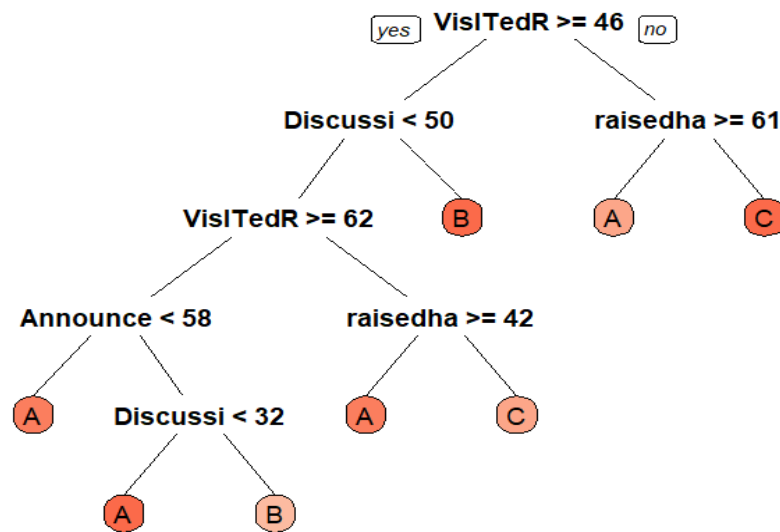 yes VisITedR >= 46 no
Discussi < 50 raisedha >= 61
VisITedR >= 62 B A C
Announce < 58 raisedha >= 42
A Discussi < 32 A C
A B